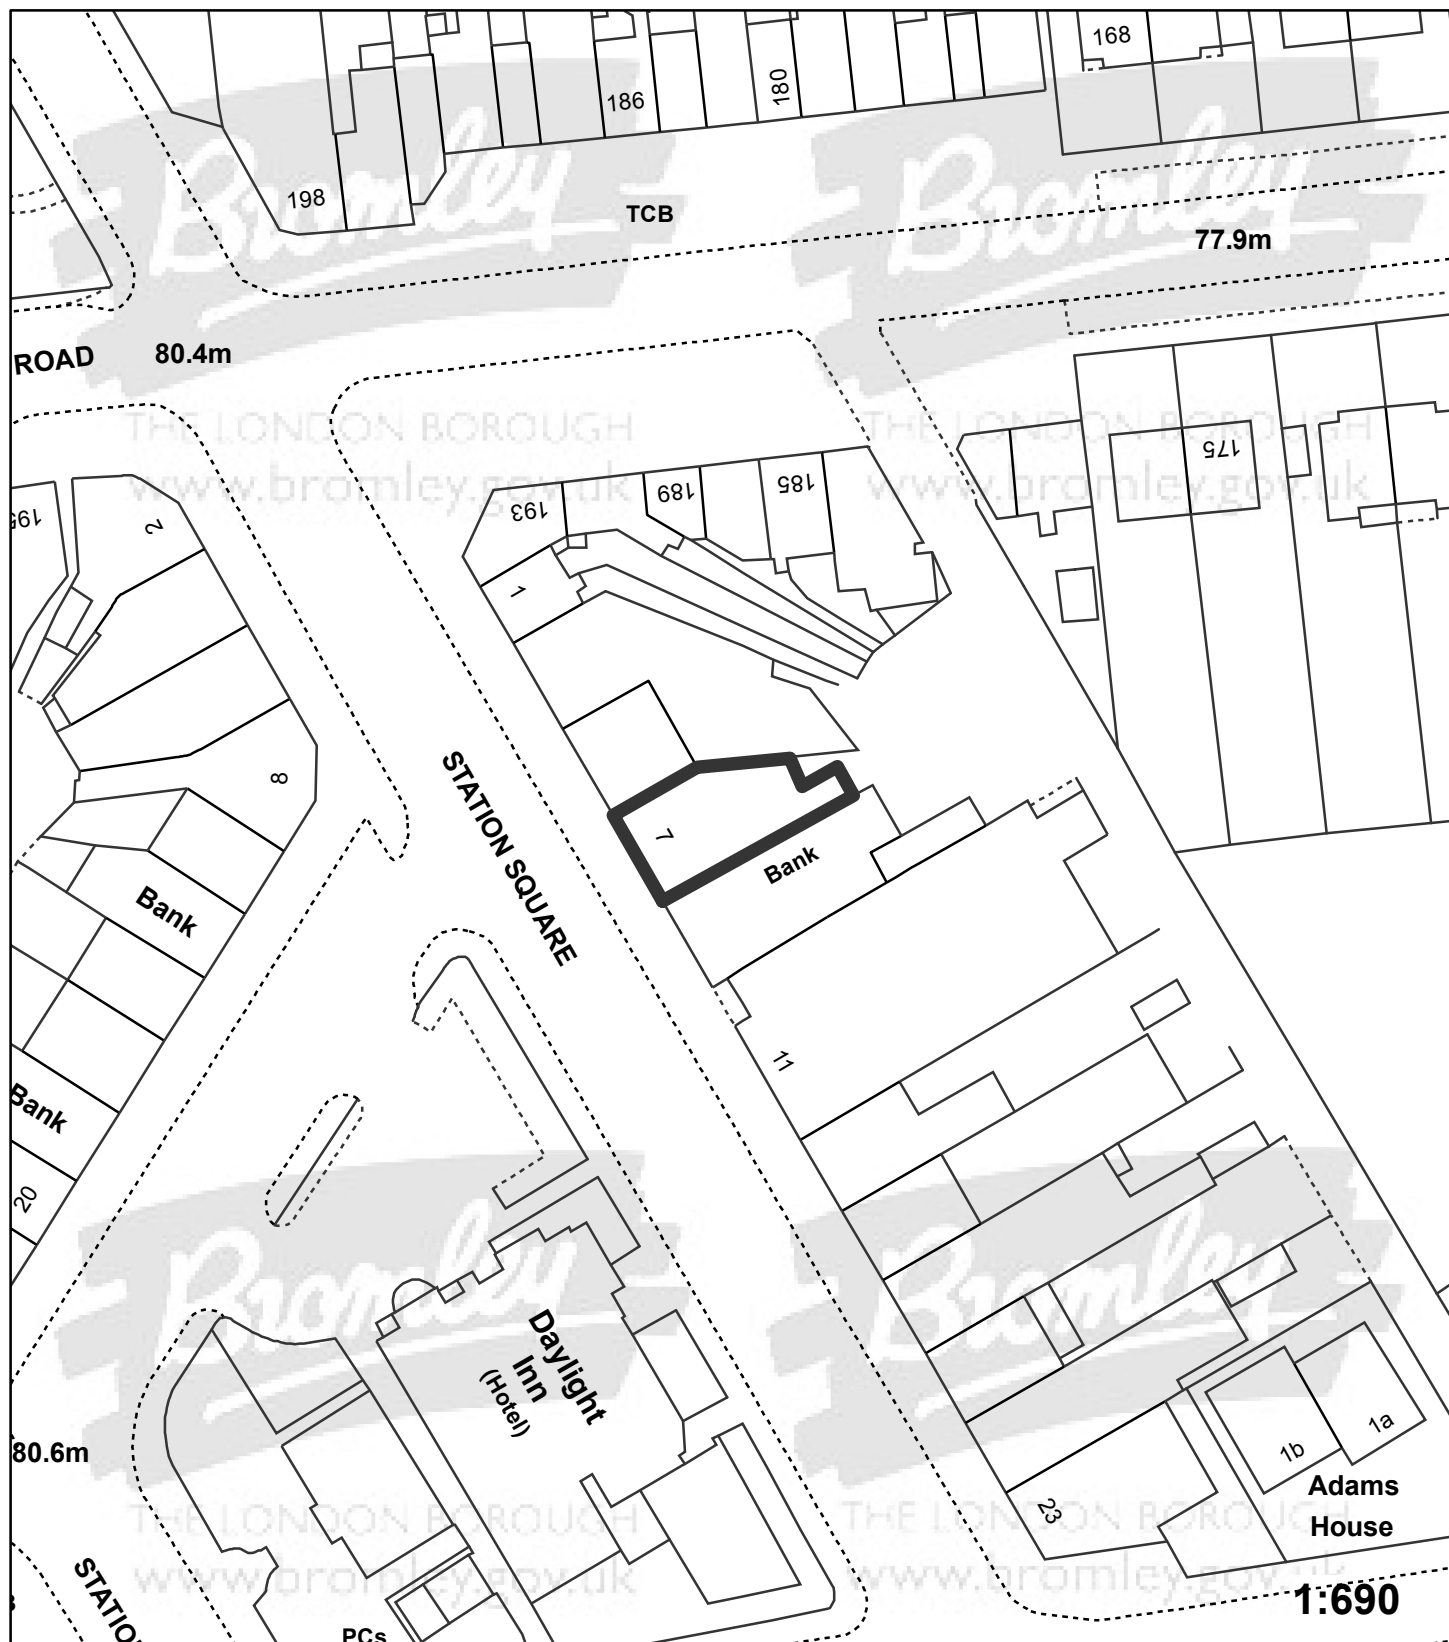 168
186
180
198
TCB
77.9m
ROAD
80.4m
THE LONDON BOROUGH
www.bromley.gov.uk
THE LONDON BOROUGH
www.bromley.gov.uk
Bromley
Bromley
175
195
2
193
189
185
1
8
STATION SQUARE
7
Bank
Bank
11
Bank
20
Bromley
Bromley
Daylight
Inn
(Hotel)
80.6m
1b
1a
Adams
House
23
THE LONDON BOROUGH
www.bromley.gov.uk
THE LONDON BOROUGH
www.bromley.gov.uk
1:690
STATIO
PCs